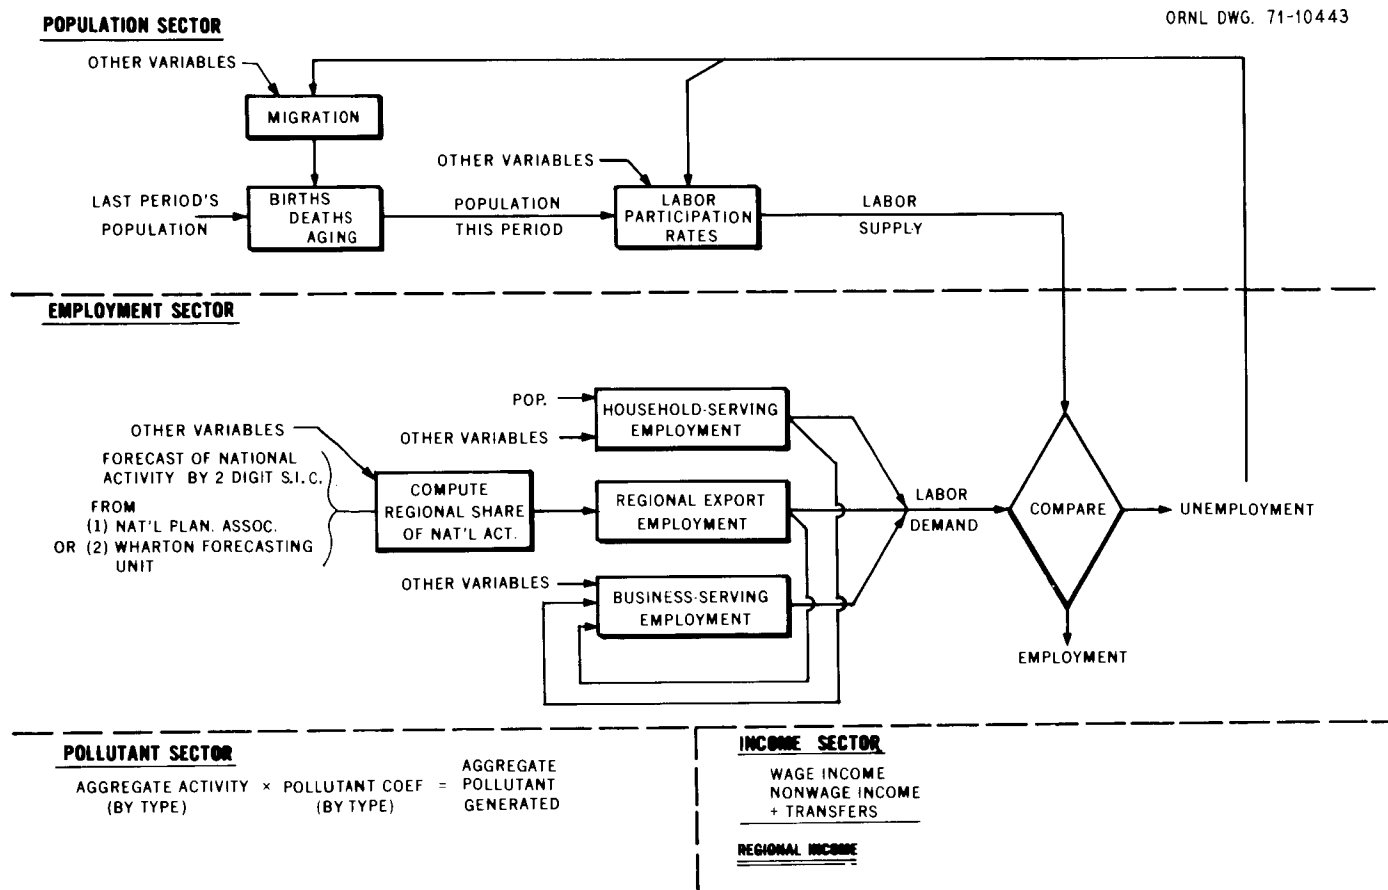 ORNL DWG. 71-10443
POPULATION SECTOR
OTHER VARIABLES
MIGRATION
OTHER VARIABLES
LAST PERIOD'S
POPULATION
BIRTHS
DEATHS
AGING
POPULATION
THIS PERIOD
LABOR
PARTICIPATION
RATES
LABOR
SUPPLY
EMPLOYMENT SECTOR
POP.
OTHER VARIABLES
HOUSEHOLD-SERVING
EMPLOYMENT
OTHER VARIABLES
FORECAST OF NATIONAL
ACTIVITY BY 2 DIGIT S.I.C.
FROM
(1) NAT'L PLAN. ASSOC.
OR (2) WHARTON FORECASTING
UNIT
COMPUTE
REGIONAL SHARE
OF NAT'L ACT.
REGIONAL EXPORT
EMPLOYMENT
OTHER VARIABLES
BUSINESS-SERVING
EMPLOYMENT
LABOR
DEMAND
COMPARE
UNEMPLOYMENT
EMPLOYMENT
POLLUTANT SECTOR
AGGREGATE ACTIVITY × POLLUTANT COEF =
(BY TYPE) (BY TYPE)
AGGREGATE
POLLUTANT
GENERATED
INCOME SECTOR
WAGE INCOME
NONWAGE INCOME
+ TRANSFERS
REGIONAL INCOME